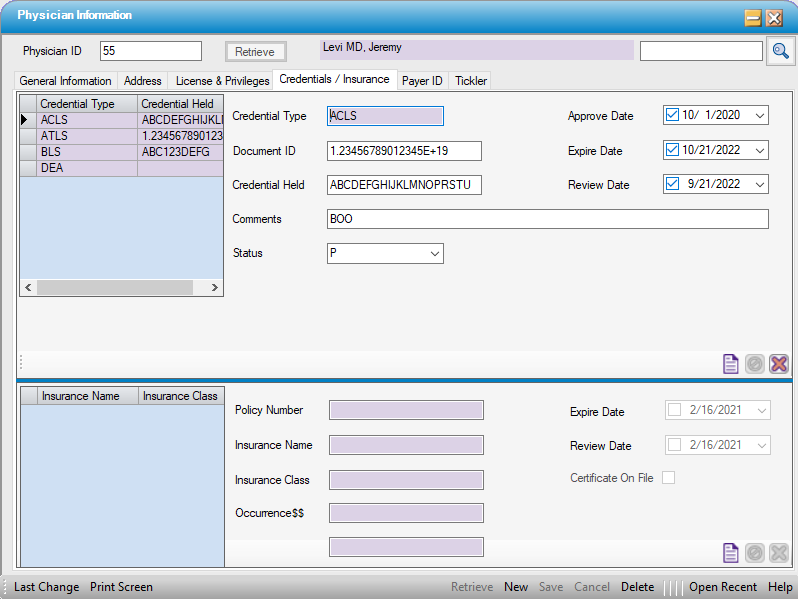 Physician Information
Physician ID 55 Retrieve Levi MD, Jeremy
General Information Address License & Privileges Credentials / Insurance Payer ID Tickler
Credential Type Credential Held
ACLS ABCDEFGHIJKL
ATLS 1.234567890123
BLS ABC123DEFG
DEA
Credential Type ACLS Approve Date 10/ 1/2020
Document ID 1.23456789012345E+19 Expire Date 10/21/2022
Credential Held ABCDEFGHIJKLMNOPRSTU Review Date 9/21/2022
Comments BOO
Status P
Insurance Name Insurance Class
Policy Number Expire Date 2/16/2021
Insurance Name Review Date 2/16/2021
Insurance Class Certificate On File
Occurrence$$
Last Change Print Screen Retrieve New Save Cancel Delete Open Recent Help